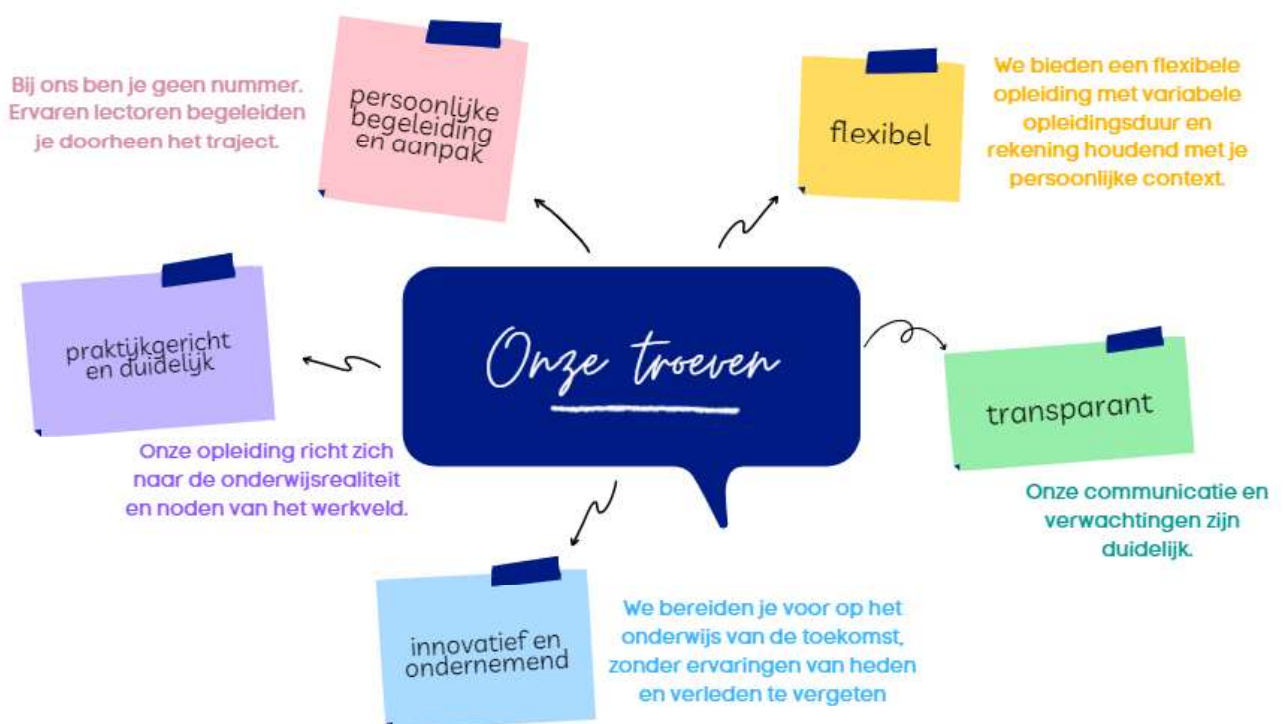 Bij ons ben je geen nummer.
Ervaren lectoren begeleiden
je doorheen het traject.
persoonlijke
begeleiding
en aanpak
flexibel
We bieden een flexibele
opleiding met variabele
opleidingsduur en
rekening houdend met je
persoonlijke context.
praktijkgericht
en duidelijk
Onze opleiding richt zich
naar de onderwijsrealiteit
en noden van het werkveld.
Onze troeven
transparant
Onze communicatie en
verwachtingen zijn
duidelijk.
innovatief en
ondernemend
We bereiden je voor op het
onderwijs van de toekomst,
zonder ervaringen van heden
en verleden te vergeten